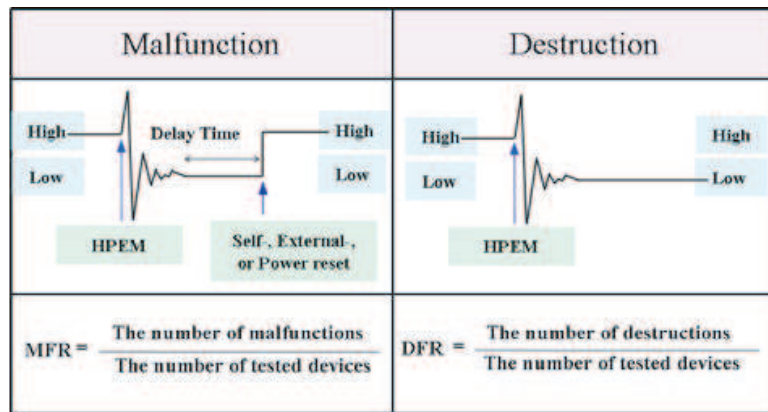 Malfunction
Destruction
High
Delay Time
High
Low
Low
HPEM
Self-, External-,
or Power reset
High
High
Low
Low
HPEM
MFR = The number of malfunctions
The number of tested devices
DFR = The number of destructions
The number of tested devices